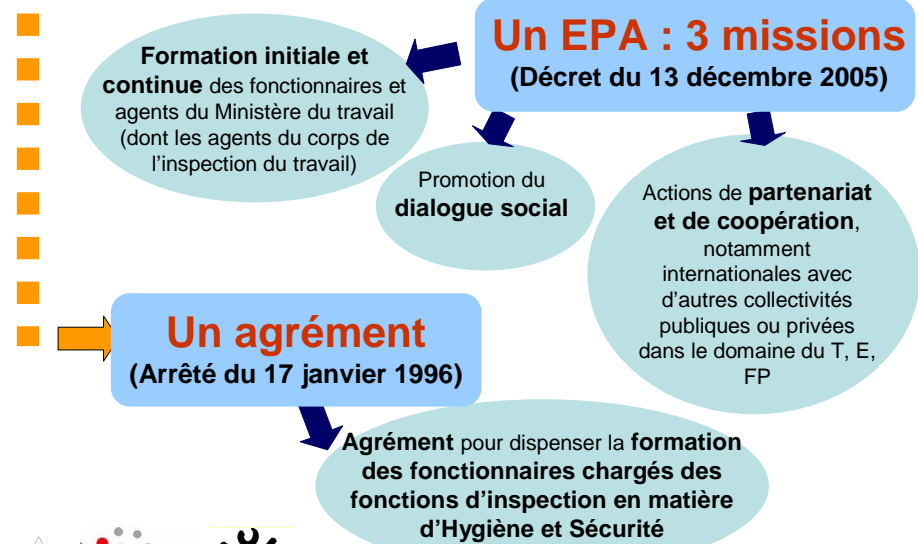 Un EPA : 3 missions
(Décret du 13 décembre 2005)
Formation initiale et
continue des fonctionnaires et
agents du Ministère du travail
(dont les agents du corps de
l'inspection du travail)
Promotion du
dialogue social
Actions de partenariat
et de coopération,
notamment
internationales avec
d'autres collectivités
publiques ou privées
dans le domaine du T, E,
FP
Un agrément
(Arrêté du 17 janvier 1996)
Agrément pour dispenser la formation
des fonctionnaires chargés des
fonctions d'inspection en matière
d'Hygiène et Sécurité